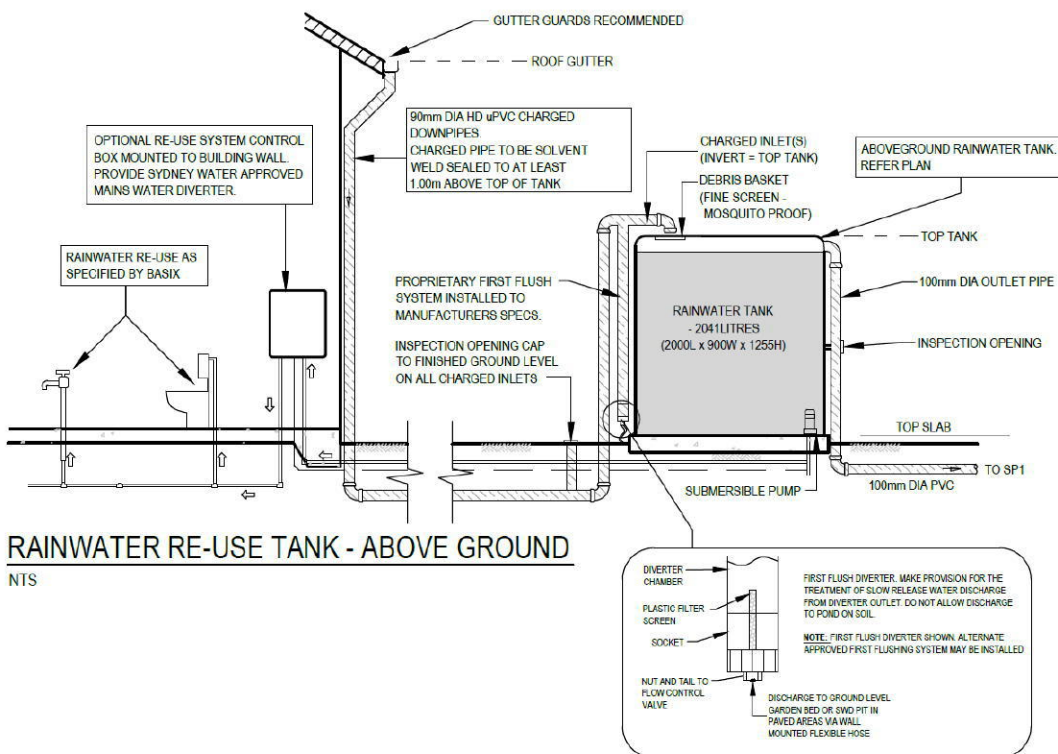 GUTTER GUARDS RECOMMENDED
ROOF GUTTER
90mm DIA HD uPVC CHARGED
DOWNPIPES.
CHARGED PIPE TO BE SOLVENT
WELD SEALED TO AT LEAST
1.00m ABOVE TOP OF TANK
OPTIONAL RE-USE SYSTEM CONTROL
BOX MOUNTED TO BUILDING WALL.
PROVIDE SYDNEY WATER APPROVED
MAINS WATER DIVERTER.
CHARGED INLET(S)
(INVERT = TOP TANK)
DEBRIS BASKET
(FINE SCREEN -
MOSQUITO PROOF)
ABOVEGROUND RAINWATER TANK.
REFER PLAN
TOP TANK
RAINWATER RE-USE AS
SPECIFIED BY BASIX
PROPRIETARY FIRST FLUSH
SYSTEM INSTALLED TO
MANUFACTURERS SPECS.
INSPECTION OPENING CAP
TO FINISHED GROUND LEVEL
ON ALL CHARGED INLETS
RAINWATER TANK
- 2041LITRES
(2000L x 900W x 1255H)
100mm DIA OUTLET PIPE
INSPECTION OPENING
TOP SLAB
TO SP1
100mm DIA PVC
SUBMERSIBLE PUMP
RAINWATER RE-USE TANK - ABOVE GROUND
NTS
DIVERTER
CHAMBER
PLASTIC FILTER
SCREEN
SOCKET
NUT AND TAIL TO
FLOW CONTROL
VALVE
FIRST FLUSH DIVERTER. MAKE PROVISION FOR THE
TREATMENT OF SLOW RELEASE WATER DISCHARGE
FROM DIVERTER OUTLET. DO NOT ALLOW DISCHARGE
TO POND ON SOIL.
NOTE: FIRST FLUSH DIVERTER SHOWN. ALTERNATE
APPROVED FIRST FLUSHING SYSTEM MAY BE INSTALLED
DISCHARGE TO GROUND LEVEL
GARDEN BED OR SWD PIT IN
PAVED AREAS VIA WALL
MOUNTED FLEXIBLE HOSE